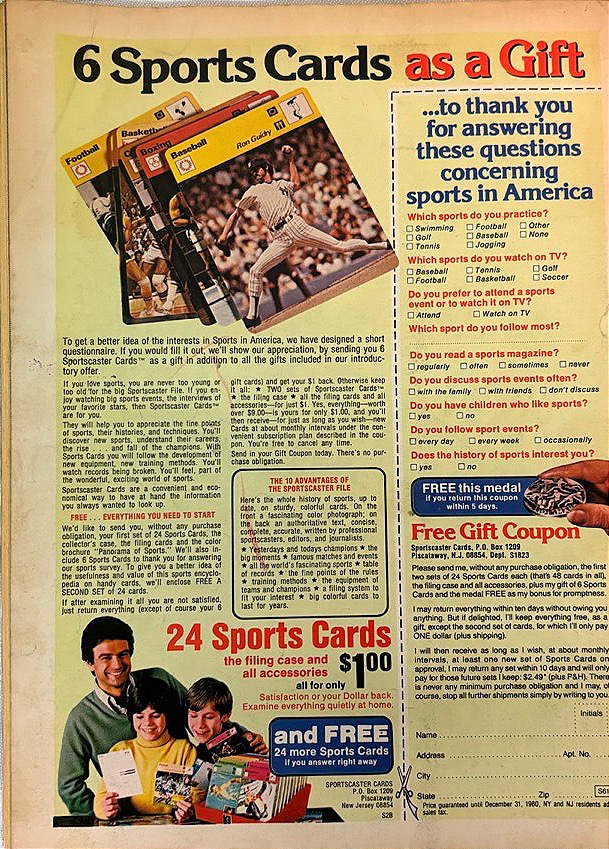 6 Sports Cards as a Gift
Football
Basketb
Boxing
Baseball
Ron Guidry
To get a better idea of the interests in Sports in America, we have designed a short
questionnaire. If you would fill it out, we'll show our appreciation, by sending you 6
Sportscaster Cards™ as a gift in addition to all the gifts included in our introduc-
tory offer.
If you love sports, you are never too young or
too old for the big Sportscaster File. If you en-
joy watching big sports events, the interviews of
your favorite stars, then Sportscaster Cards™
are for you.
They will help you to appreciate the fine points
of sports, their histories, and techniques. You'll
discover new sports, understand their careers,
the rise . . . and fall of the champions. With
Sports Cards you will follow the development of
new equipment, new training methods. You'll
watch records being broken. You'll feel, part of
the wonderful, exciting world of sports.
Sportscaster Cards are a convenient and eco-
nomical way to have at hand the information
you always wanted to look up.
FREE . . . EVERYTHING YOU NEED TO START
We'd like to send you, without any purchase
obligation, your first set of 24 Sports Cards, the
collector's case, the filing cards and the color
brochure "Panorama of Sports." We'll also in-
clude 6 Sports Cards to thank you for answering
our sports survey. To give you a better idea of
the usefulness and value of this sports encyclo-
pedia on handy cards, we'll enclose FREE A
SECOND SET of 24 cards.
If after examining it all you are not satisfied,
just return everything (except of course your 6
gift cards) and get your $1 back. Otherwise keep
it all: ★ TWO sets of Sportscaster Cards™
★ the filing case ★ all the filing cards and all
accessories—for just $1. Yes, everything—worth
over $9.00—is yours for only $1.00, and you'll
then receive—for just as long as you wish—new
Cards at about monthly intervals under the con-
venient subscription plan described in the cou-
pon. You're free to cancel any time.
Send in your Gift Coupon today. There's no pur-
chase obligation.
THE 10 ADVANTAGES OF
THE SPORTSCASTER FILE
Here's the whole history of sports, up to
date, on sturdy, colorful cards. On the
front a fascinating color photograph; on
the back an authoritative text, concise,
complete, accurate, written by professional
sportscasters, editors, and journalists.
★ Yesterdays and todays champions ★ the
big moments ★ famous matches and events
★ all the world's fascinating sports ★ table
of records ★ the fine points of the rules
★ training methods ★ the equipment of
teams and champions ★ a filing system to
fit your interest ★ big colorful cards to
last for years.
24 Sports Cards
the filing case and
all accessories
$1.00
all for only
Satisfaction or your Dollar back.
Examine everything quietly at home.
and FREE
24 more Sports Cards
if you answer right away
SPORTSCASTER CARDS
P.O. Box 1209
Piscataway
New Jersey 08854
S2B
...to thank you
for answering
these questions
concerning
sports in America
Which sports do you practice?
☐ Swimming ☐ Football ☐ Other
☐ Golf ☐ Baseball ☐ None
☐ Tennis ☐ Jogging
Which sports do you watch on TV?
☐ Baseball ☐ Tennis ☐ Golf
☐ Football ☐ Basketball ☐ Soccer
Do you prefer to attend a sports
event or to watch it on TV?
☐ Attend ☐ Watch on TV
Which sport do you follow most?
Do you read a sports magazine?
☐ regularly ☐ often ☐ sometimes ☐ never
Do you discuss sports events often?
☐ with the family ☐ with friends ☐ don't discuss
Do you have children who like sports?
☐ yes ☐ no
Do you follow sport events?
☐ every day ☐ every week ☐ occasionally
Does the history of sports interest you?
☐ yes ☐ no
FREE this medal
if you return this coupon
within 5 days.
Free Gift Coupon
Sportscaster Cards, P.O. Box 1209
Piscataway, N.J. 08854, Dept. S1823
Please send me, without any purchase obligation, the first
two sets of 24 Sports Cards each (that's 48 cards in all),
the filing case and all accessories, plus my gift of 6 Sports
Cards and the medal FREE as my bonus for promptness.
I may return everything within ten days without owing you
anything. But if delighted, I'll keep everything free, as a
gift, except the second set of cards, for which I'll only pay
ONE dollar (plus shipping).
I will then receive as long as I wish, at about monthly
intervals, at least one new set of Sports Cards on
approval, I may return any set within 10 days and will only
pay for those future sets I keep: $2.49* (plus P&H). There
is never any minimum purchase obligation and I may, of
course, stop all further shipments simply by writing to you.
Initials
Name
Address Apt. No.
City
State Zip S61
Price guaranteed until December 31, 1980, NY and NJ residents ad
sales tax.